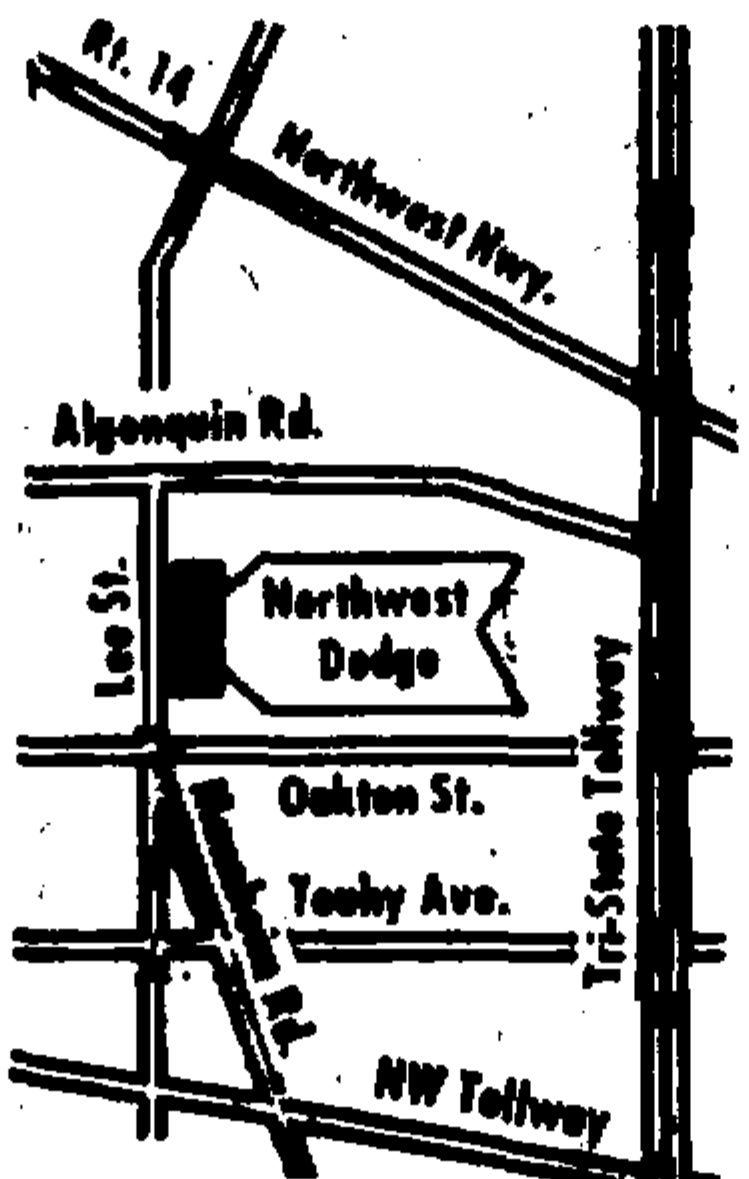 Rt. 14
Northwest Hwy.
Algonquin Rd.
Lee St.
Northwest
Dodge
Tri-State Tollway
Oakton St.
Touhy Ave.
Rd.
NW Tollway